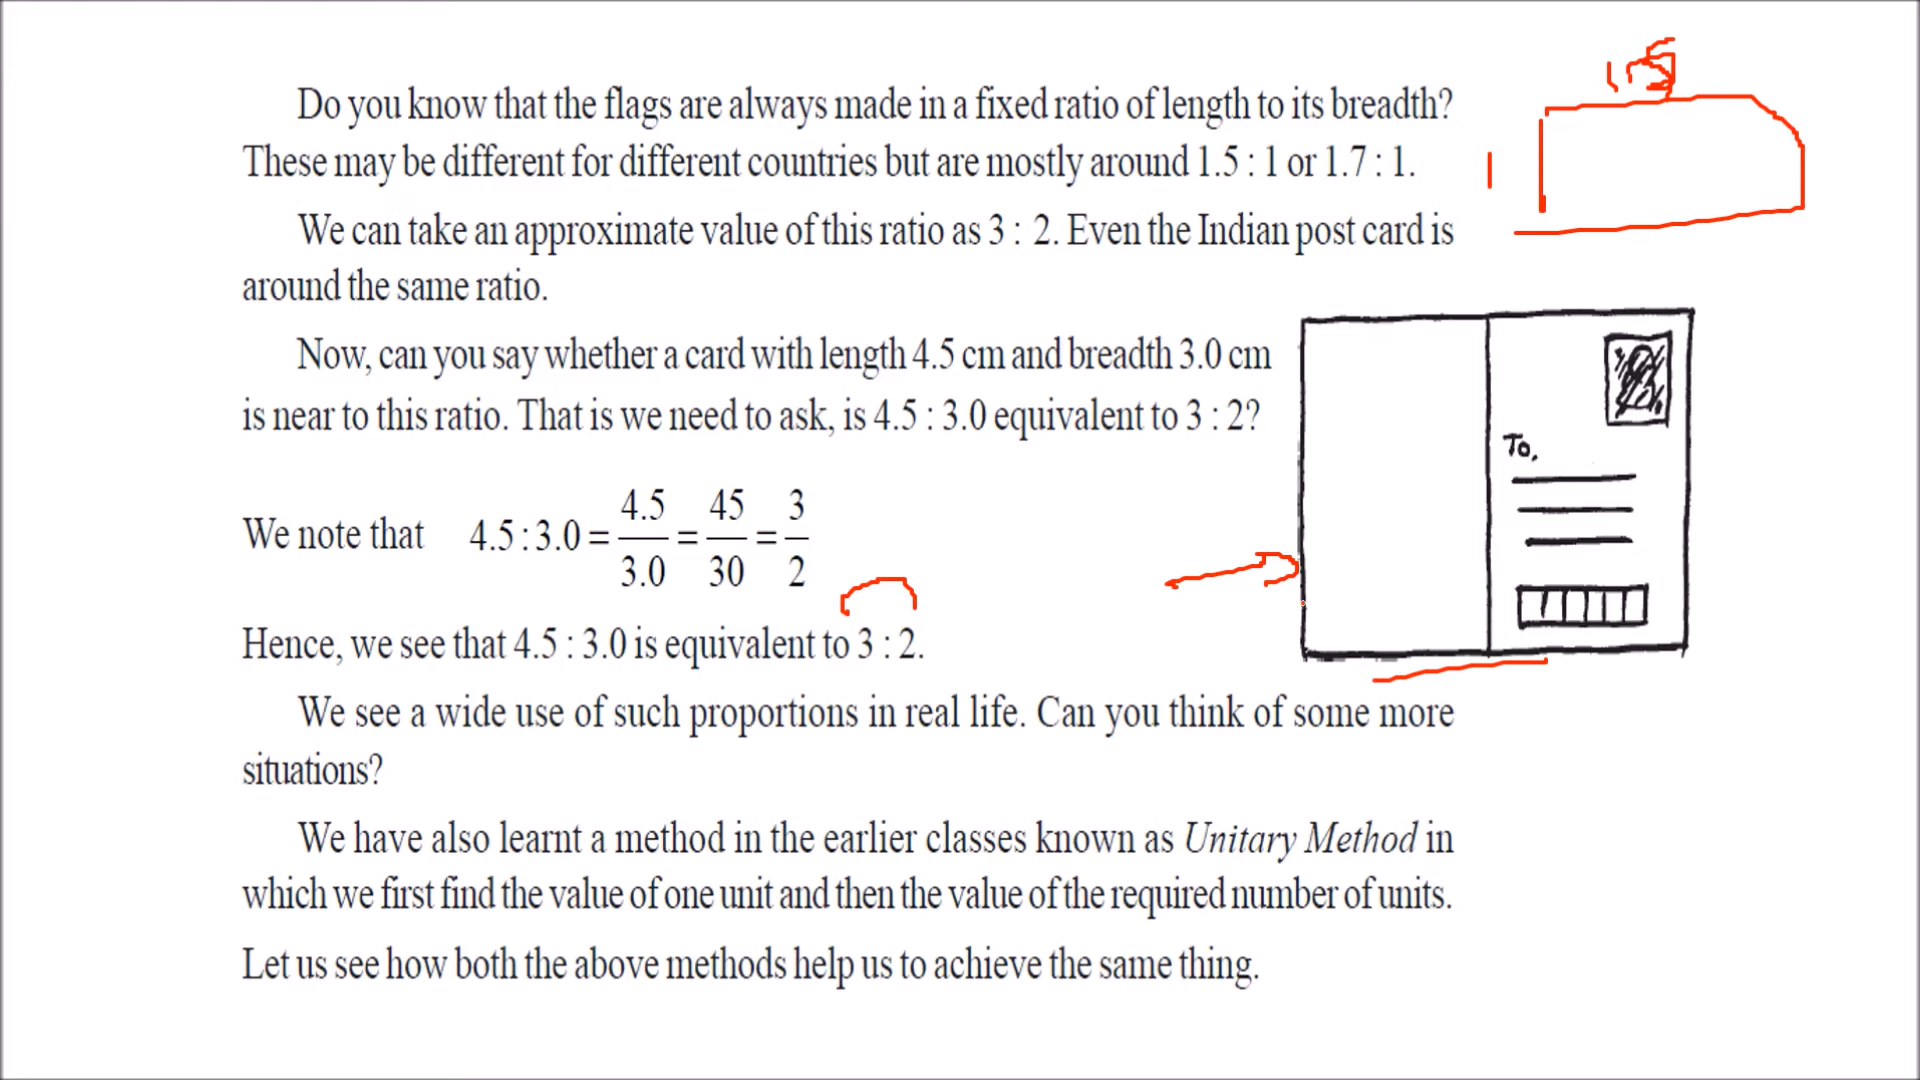 Do you know that the flags are always made in a fixed ratio of length to its breadth?
These may be different for different countries but are mostly around 1.5 : 1 or 1.7 : 1.
We can take an approximate value of this ratio as 3 : 2. Even the Indian post card is
around the same ratio.
Now, can you say whether a card with length 4.5 cm and breadth 3.0 cm
is near to this ratio. That is we need to ask, is 4.5 : 3.0 equivalent to 3 : 2?
We note that 4.5 : 3.0 = 4.5/3.0 = 45/30 = 3/2
Hence, we see that 4.5 : 3.0 is equivalent to 3 : 2.
We see a wide use of such proportions in real life. Can you think of some more
situations?
We have also learnt a method in the earlier classes known as Unitary Method in
which we first find the value of one unit and then the value of the required number of units.
Let us see how both the above methods help us to achieve the same thing.
1
To,